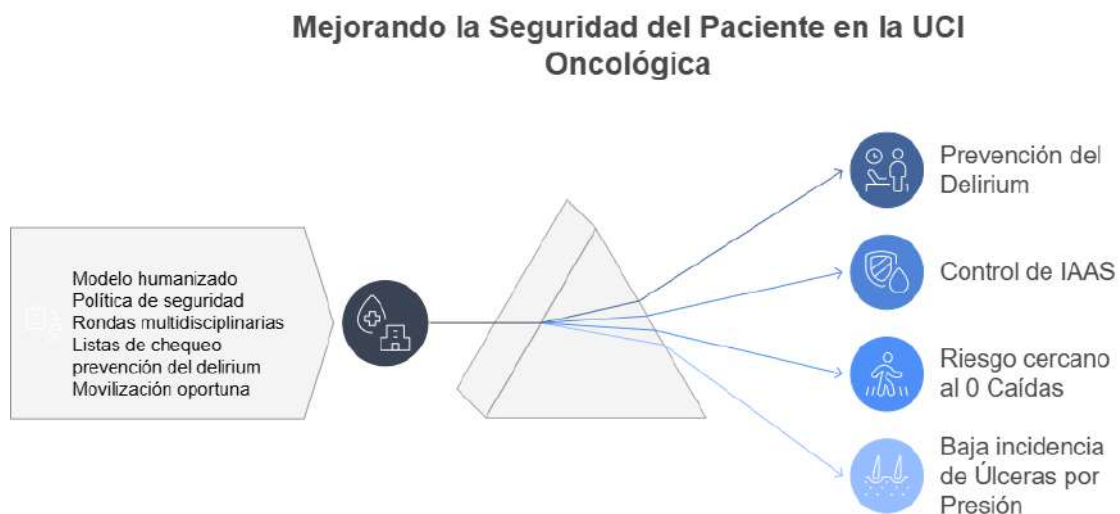 Mejorando la Seguridad del Paciente en la UCI
Oncológica
Modelo humanizado
Política de seguridad
Rondas multidisciplinarias
Listas de chequeo
prevención del delirium
Movilización oportuna
Prevención del
Delirium
Control de IAAS
Riesgo cercano
al 0 Caídas
Baja incidencia
de Úlceras por
Presión